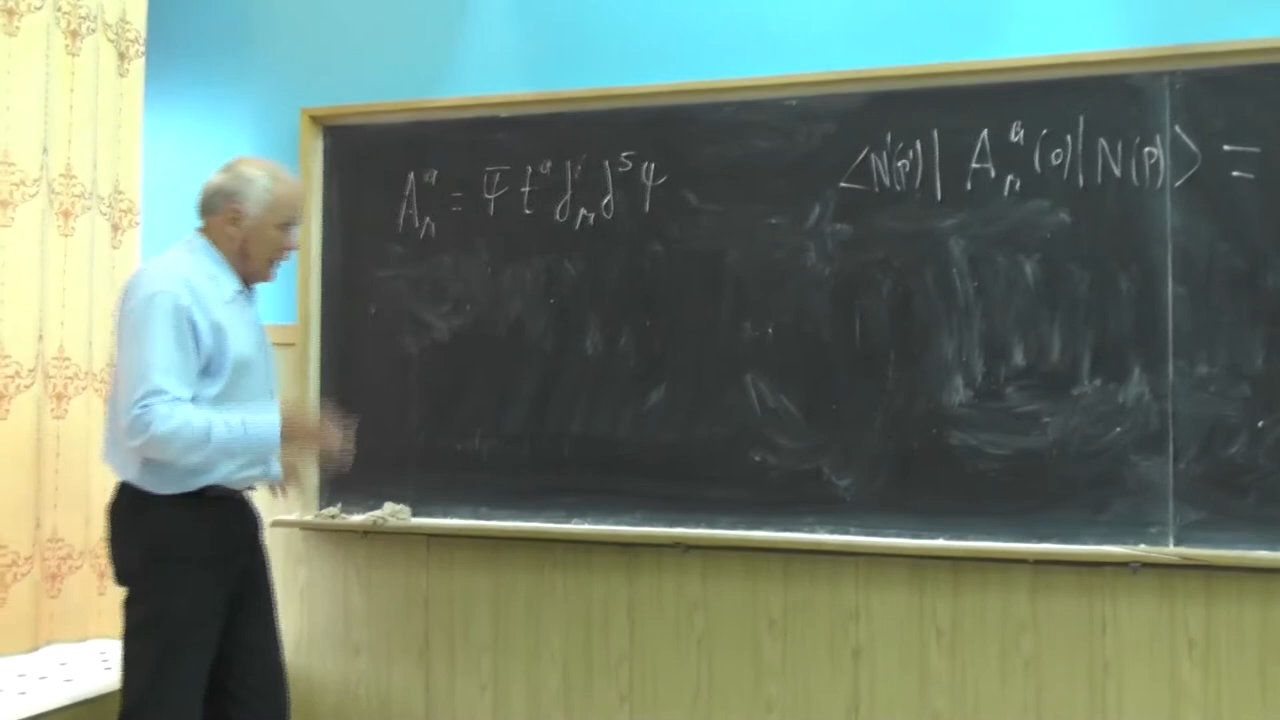 A^a_μ = Ψ̄ t^a γ_μ γ^5 Ψ
⟨N'(p')| A^a_μ(0) |N(p)⟩ =